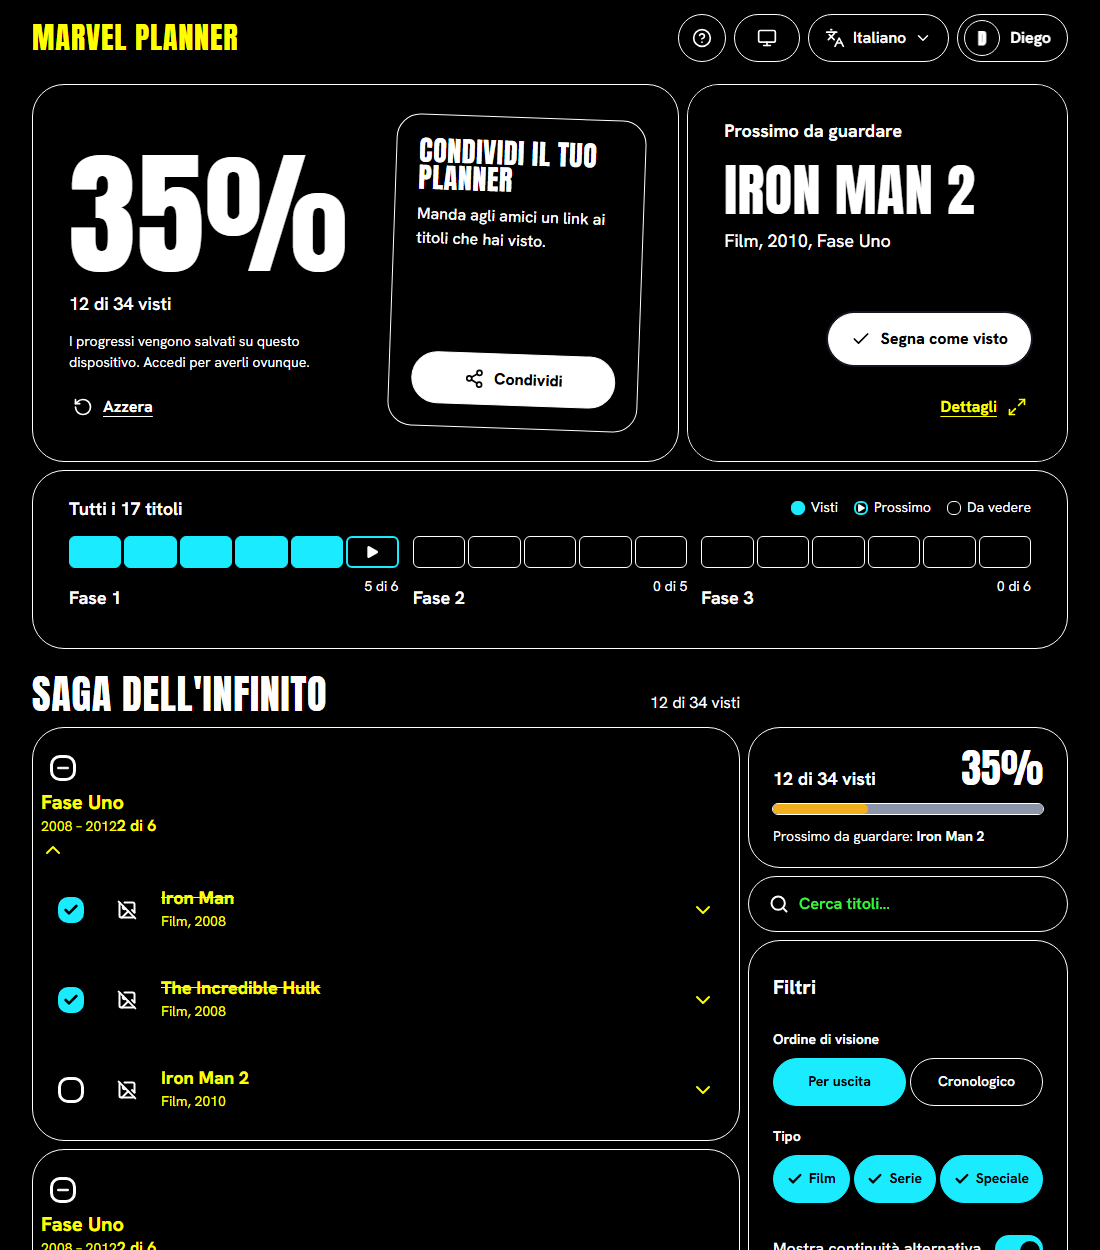 MARVEL PLANNER
Italiano
D
Diego
35%
12 di 34 visti
I progressi vengono salvati su questo
dispositivo. Accedi per averli ovunque.
Azzera
CONDIVIDI IL TUO
PLANNER
Manda agli amici un link ai
titoli che hai visto.
Condividi
Prossimo da guardare
IRON MAN 2
Film, 2010, Fase Uno
Segna come visto
Dettagli
Tutti i 17 titoli
Visti
Prossimo
Da vedere
5 di 6
Fase 1
0 di 5
Fase 2
0 di 6
Fase 3
SAGA DELL'INFINITO
12 di 34 visti
Fase Uno
2008 – 20122 di 6
Iron Man
Film, 2008
The Incredible Hulk
Film, 2008
Iron Man 2
Film, 2010
Fase Uno
2008 – 20122 di 6
12 di 34 visti
35%
Prossimo da guardare: Iron Man 2
Cerca titoli...
Filtri
Ordine di visione
Per uscita
Cronologico
Tipo
Film
Serie
Speciale
Mostra continuità alternativa